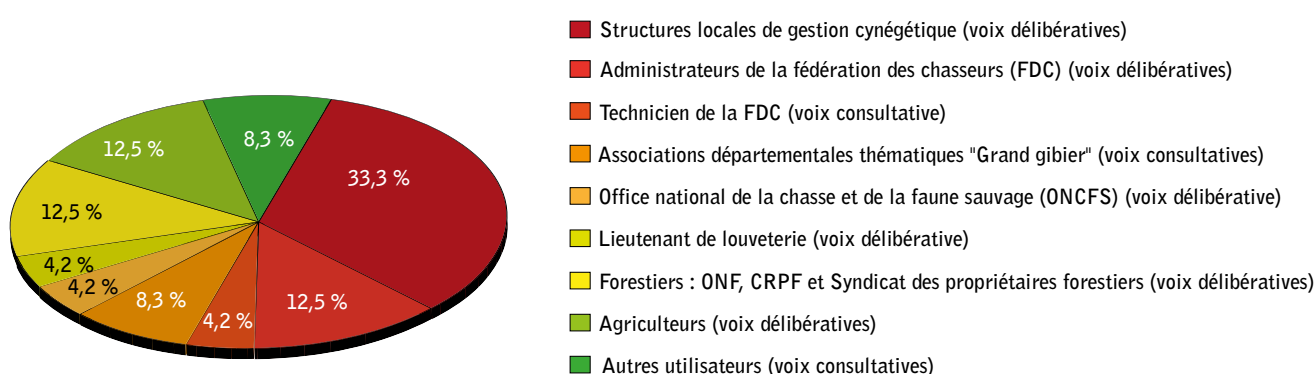 Structures locales de gestion cynégétique (voix délibératives)
Administrateurs de la fédération des chasseurs (FDC) (voix délibératives)
Technicien de la FDC (voix consultative)
Associations départementales thématiques "Grand gibier" (voix consultatives)
Office national de la chasse et de la faune sauvage (ONCFS) (voix délibérative)
Lieutenant de louveterie (voix délibérative)
Forestiers : ONF, CRPF et Syndicat des propriétaires forestiers (voix délibératives)
Agriculteurs (voix délibératives)
Autres utilisateurs (voix consultatives)
8,3 %
12,5 %
33,3 %
12,5 %
4,2 %
4,2 %
8,3 %
12,5 %
4,2 %